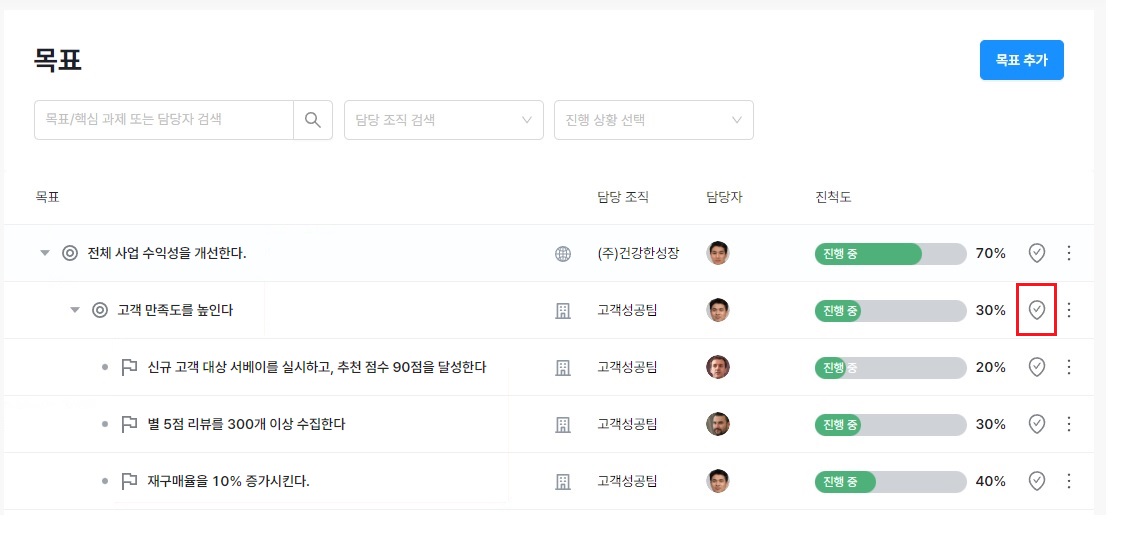 목표
목표 추가
목표/핵심 과제 또는 담당자 검색
담당 조직 검색
진행 상황 선택
목표 담당 조직 담당자 진척도
전체 사업 수익성을 개선한다. (주)건강한성장 진행 중 70%
고객 만족도를 높인다 고객성공팀 진행 중 30%
신규 고객 대상 서베이를 실시하고, 추천 점수 90점을 달성한다 고객성공팀 진행 중 20%
별 5점 리뷰를 300개 이상 수집한다 고객성공팀 진행 중 30%
재구매율을 10% 증가시킨다. 고객성공팀 진행 중 40%